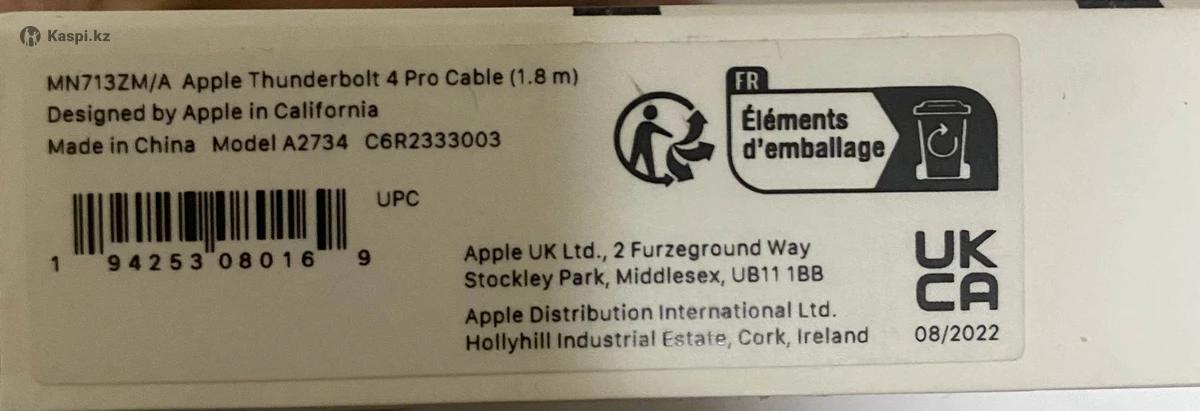 Kaspi.kz
MN713ZM/A Apple Thunderbolt 4 Pro Cable (1.8 m)
Designed by Apple in California
Made in China Model A2734 C6R2333003
UPC
1 94253 08016 9
FR
Éléments
d'emballage
Apple UK Ltd., 2 Furzeground Way
Stockley Park, Middlesex, UB11 1BB
Apple Distribution International Ltd.
Hollyhill Industrial Estate, Cork, Ireland
UK
CA
08/2022